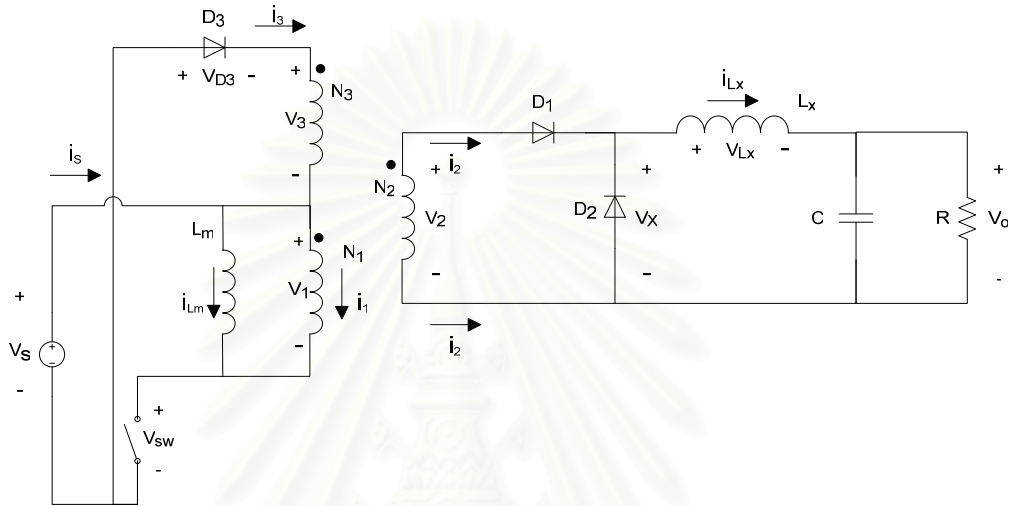 D3
i3
+ VD3 -
+
N3
V3
-
is
D1
iLx
Lx
+ VLx -
i2
+
N2
V2
-
D2
+
VX
-
C
R
+
Vo
-
Lm
iLm
+
N1
V1
i1
-
i2
+
Vs
+
-
-
+
Vsw
-